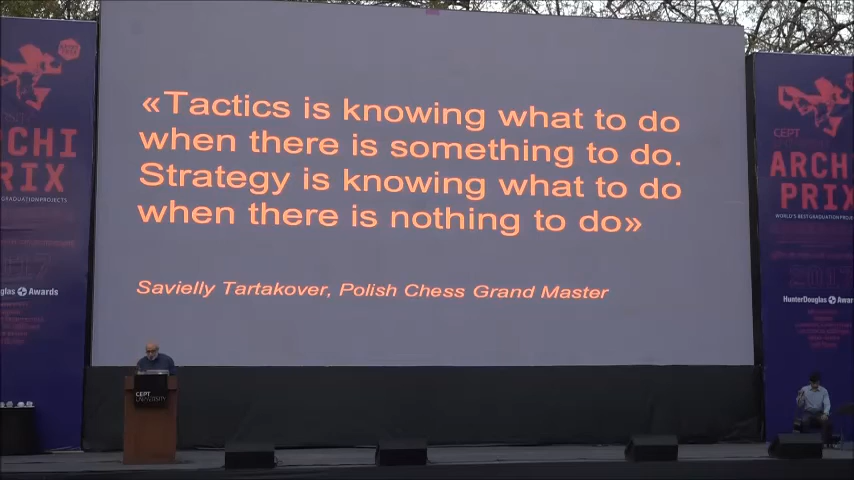 «Tactics is knowing what to do
when there is something to do.
Strategy is knowing what to do
when there is nothing to do»
Savielly Tartakover, Polish Chess Grand Master
CEPT
UNIVERSITY
ARCHI
PRIX
CEPT
ARCHI
PRIX
2017
HunterDouglas
Awards